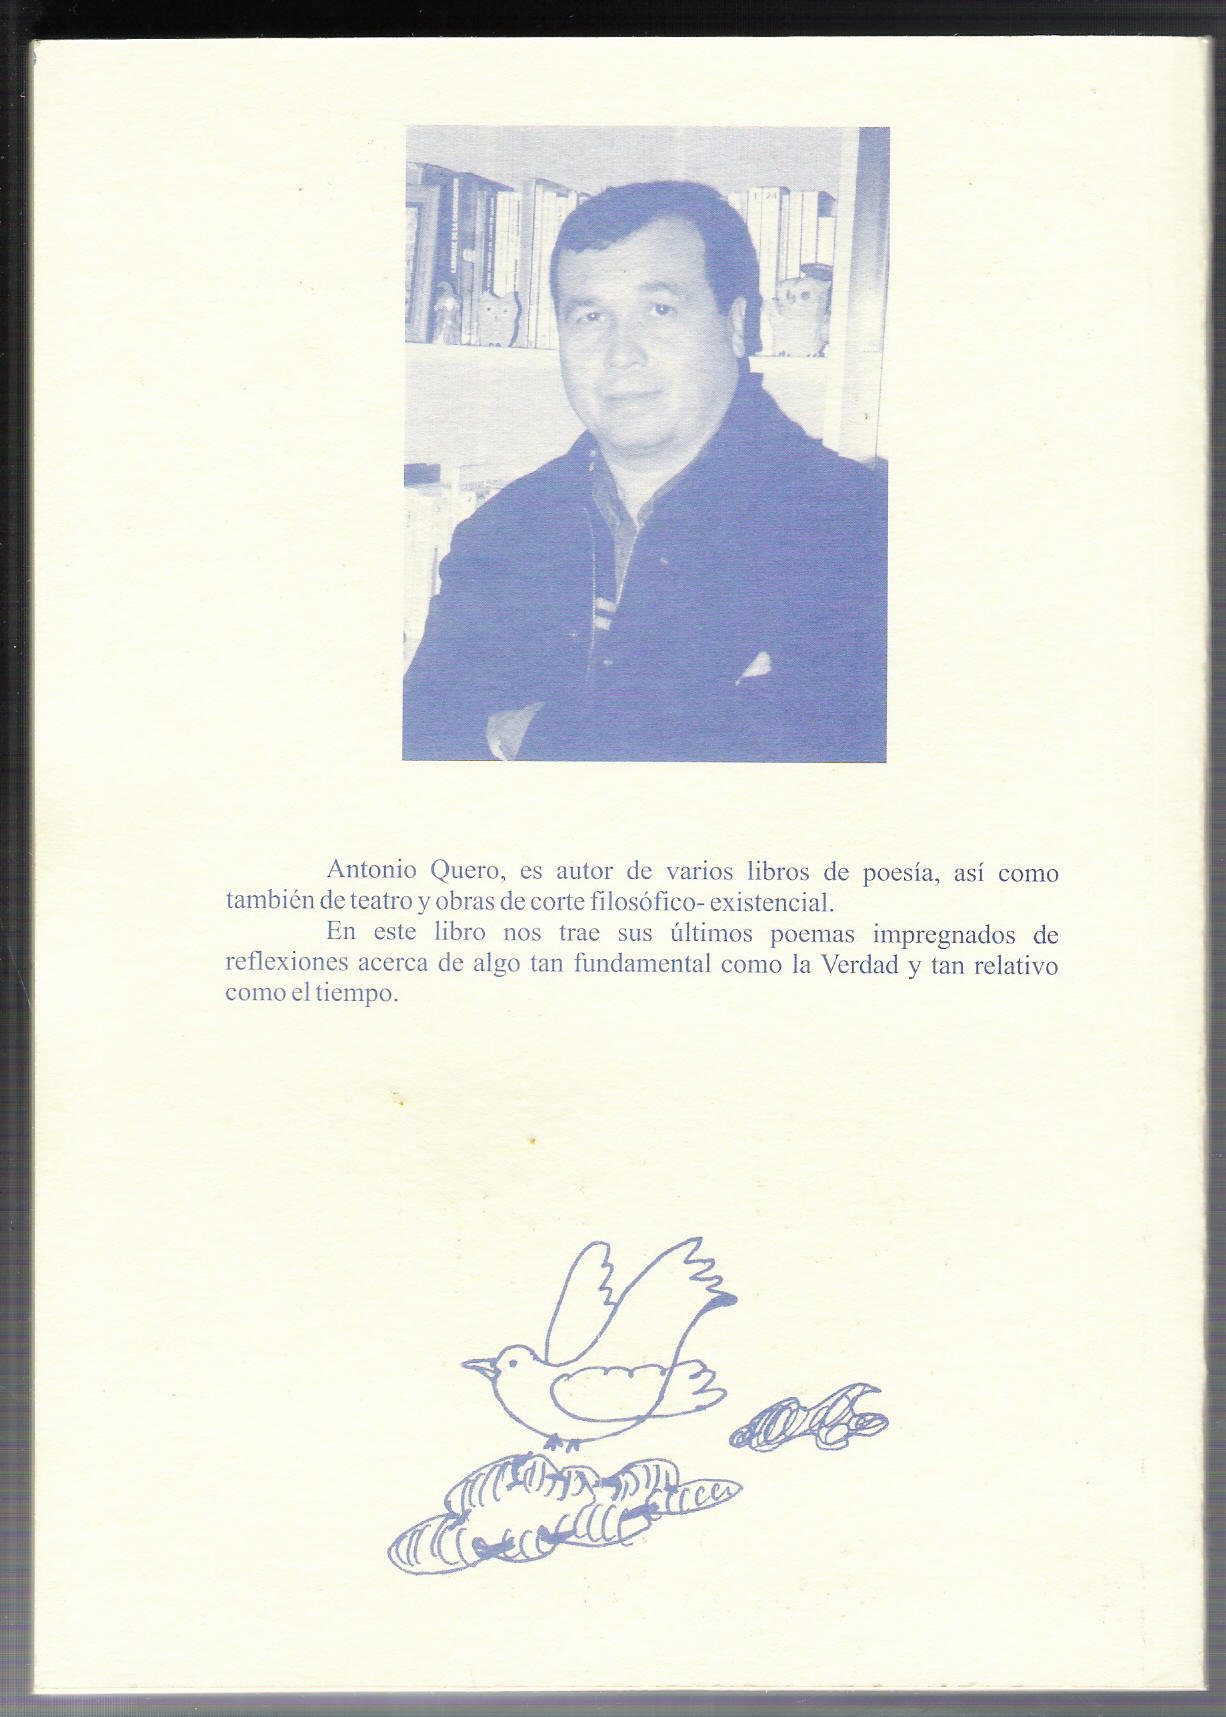 Antonio Quero, es autor de varios libros de poesía, así como
también de teatro y obras de corte filosófico- existencial.
En este libro nos trae sus últimos poemas impregnados de
reflexiones acerca de algo tan fundamental como la Verdad y tan relativo
como el tiempo.